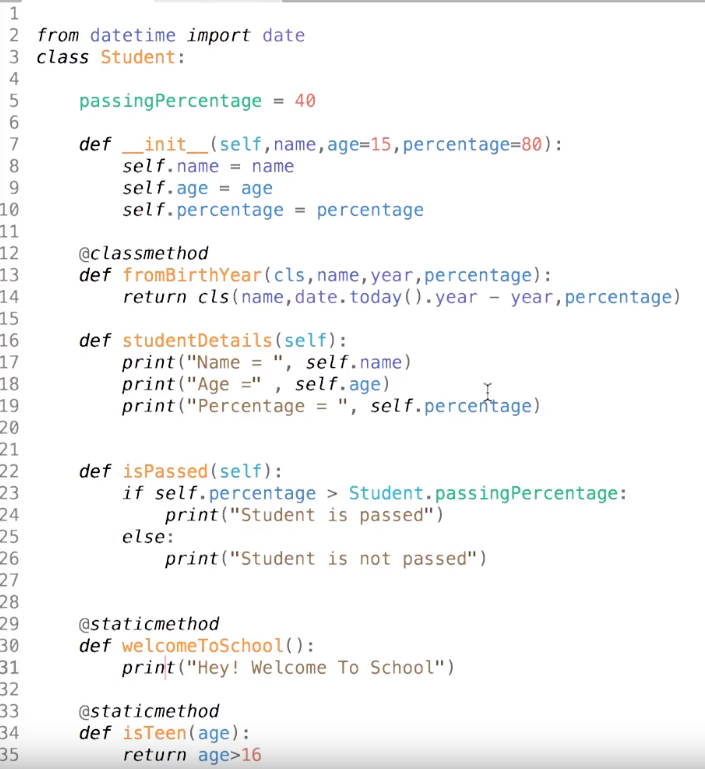 1
2 from datetime import date
3 class Student:
4
5     passingPercentage = 40
6
7     def __init__(self,name,age=15,percentage=80):
8         self.name = name
9         self.age = age
10         self.percentage = percentage
11
12     @classmethod
13     def fromBirthYear(cls,name,year,percentage):
14         return cls(name,date.today().year - year,percentage)
15
16     def studentDetails(self):
17         print("Name = ", self.name)
18         print("Age =" , self.age)
19         print("Percentage = ", self.percentage)
20
21
22     def isPassed(self):
23         if self.percentage > Student.passingPercentage:
24             print("Student is passed")
25         else:
26             print("Student is not passed")
27
28
29     @staticmethod
30     def welcomeToSchool():
31         print("Hey! Welcome To School")
32
33     @staticmethod
34     def isTeen(age):
35         return age>16